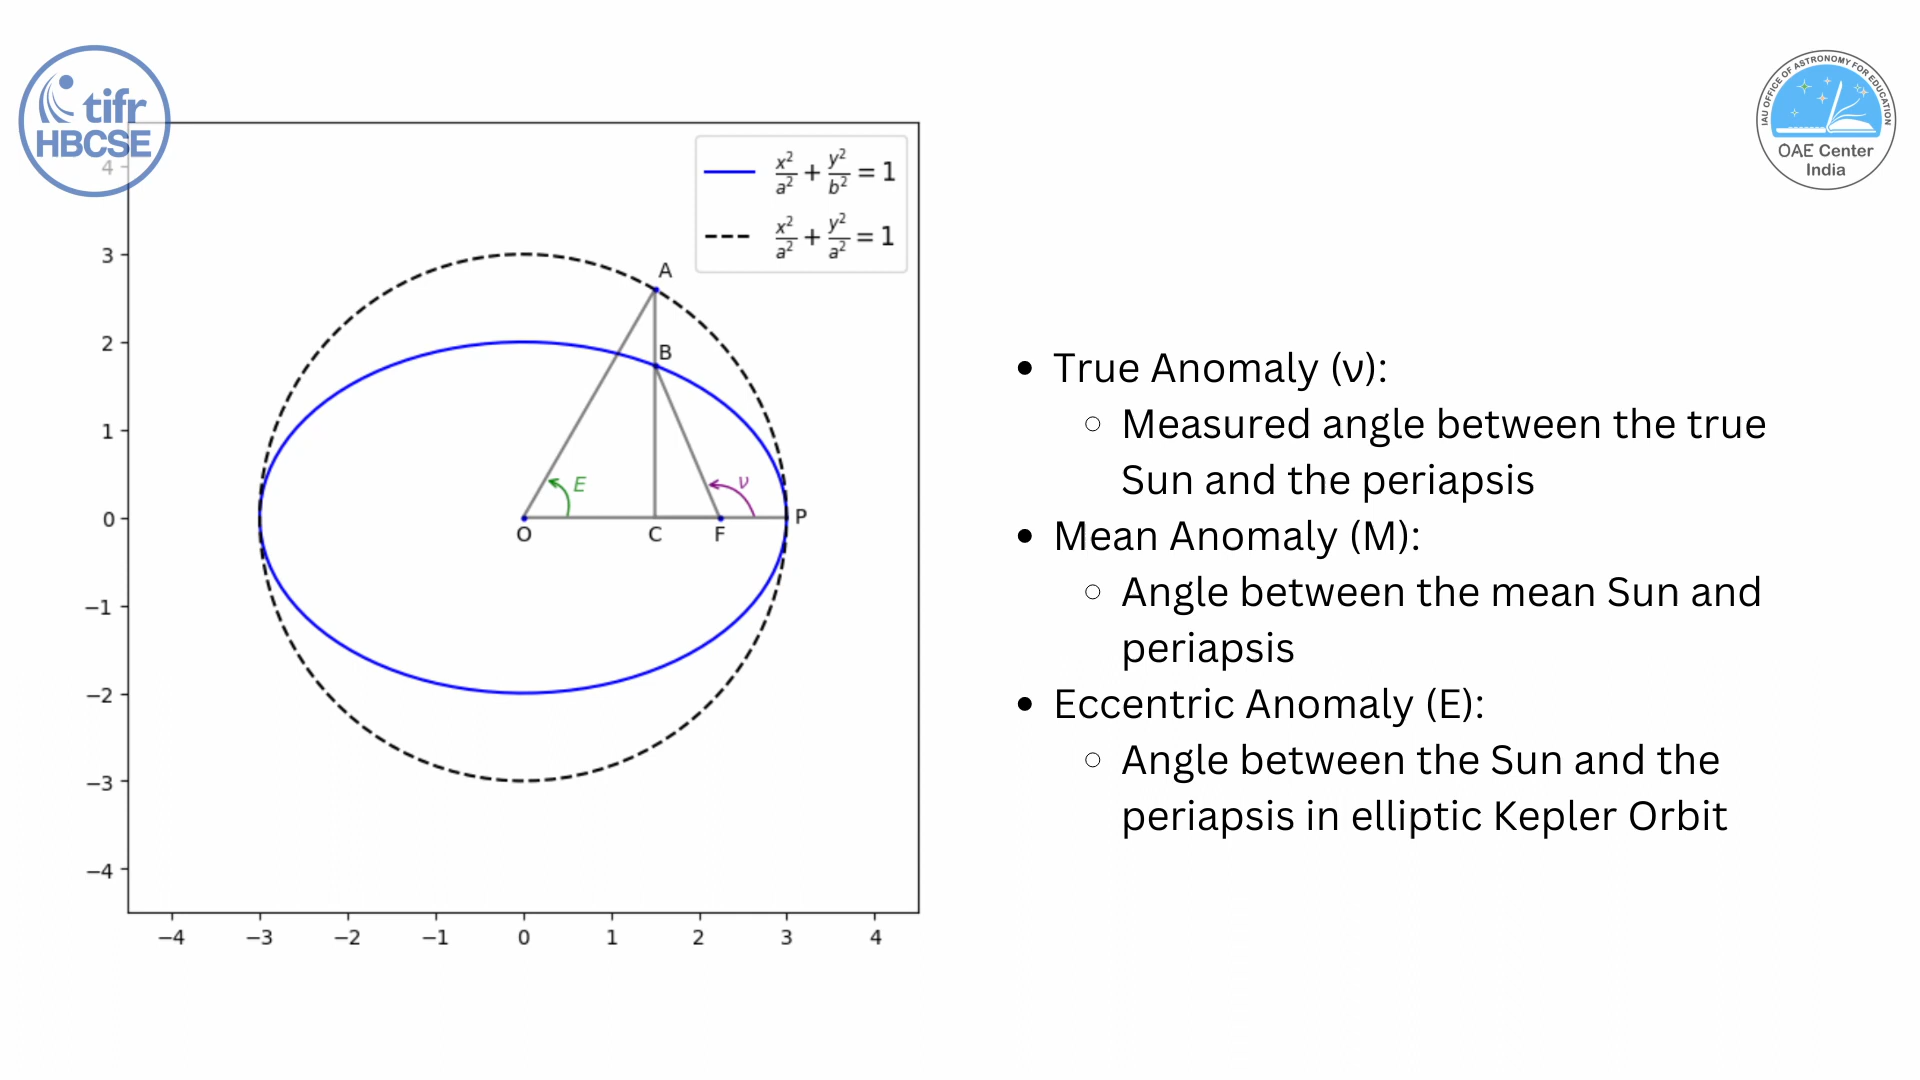 tifr
HBCSE
IAU OFFICE OF ASTRONOMY FOR EDUCATION
OAE Center
India
x²/a² + y²/b² = 1
x²/a² + y²/a² = 1
4
3
2
1
0
−1
−2
−3
−4
−4 −3 −2 −1 0 1 2 3 4
A
B
E
ν
O C F P
• True Anomaly (ν):
○ Measured angle between the true
Sun and the periapsis
• Mean Anomaly (M):
○ Angle between the mean Sun and
periapsis
• Eccentric Anomaly (E):
○ Angle between the Sun and the
periapsis in elliptic Kepler Orbit